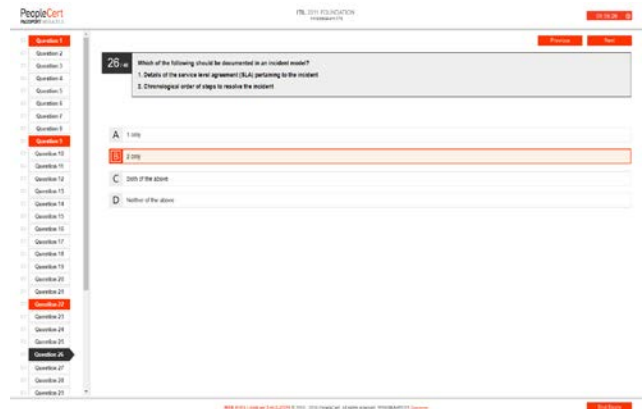 PeopleCert
ITIL 2011 FOUNDATION
Question 1
Question 2
Question 3
Question 4
Question 5
Question 6
Question 7
Question 8
Question 9
Question 10
Question 11
Question 12
Question 13
Question 14
Question 15
Question 16
Question 17
Question 18
Question 19
Question 20
Question 21
Question 22
Question 23
Question 24
Question 25
Question 26
Question 27
Question 28
Question 29
Previous
Next
26
Which of the following should be documented in an incident model?
1. Details of the service level agreement (SLA) pertaining to the incident
2. Chronological order of steps to resolve the incident
A 1 only
B 2 only
C Both of the above
D Neither of the above